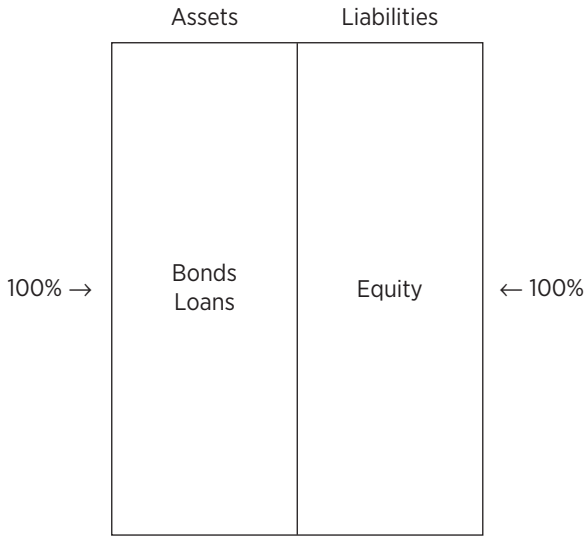 Assets Liabilities
100% → Bonds
Loans Equity ← 100%